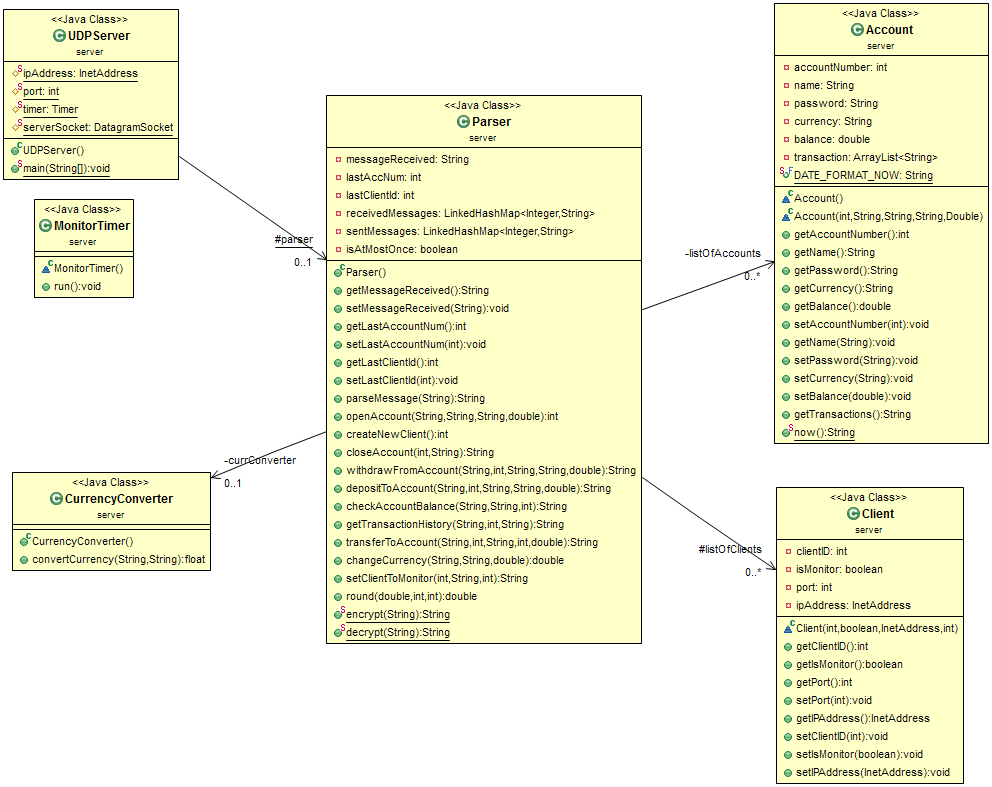 <<Java Class>>
UDPServer
server
ipAddress: InetAddress
port: int
timer: Timer
serverSocket: DatagramSocket
UDPServer()
main(String[]):void
<<Java Class>>
MonitorTimer
server
MonitorTimer()
run():void
#parser
0..1
<<Java Class>>
Parser
server
messageReceived: String
lastAccNum: int
lastClientId: int
receivedMessages: LinkedHashMap<Integer,String>
sentMessages: LinkedHashMap<Integer,String>
isAtMostOnce: boolean
Parser()
getMessageReceived():String
setMessageReceived(String):void
getLastAccountNum():int
setLastAccountNum(int):void
getLastClientId():int
setLastClientId(int):void
parseMessage(String):String
openAccount(String,String,String,double):int
createNewClient():int
closeAccount(int,String):String
withdrawFromAccount(String,int,String,String,double):String
depositToAccount(String,int,String,String,double):String
checkAccountBalance(String,String,int):String
getTransactionHistory(String,int,String):String
transferToAccount(String,int,String,int,double):String
changeCurrency(String,String,double):double
setClientToMonitor(int,String,int):String
round(double,int,int):double
encrypt(String):String
decrypt(String):String
-currConverter
0..1
<<Java Class>>
CurrencyConverter
server
CurrencyConverter()
convertCurrency(String,String):float
-listOfAccounts
0..*
<<Java Class>>
Account
server
accountNumber: int
name: String
password: String
currency: String
balance: double
transaction: ArrayList<String>
DATE_FORMAT_NOW: String
Account()
Account(int,String,String,String,Double)
getAccountNumber():int
getName():String
getPassword():String
getCurrency():String
getBalance():double
setAccountNumber(int):void
getName(String):void
setPassword(String):void
setCurrency(String):void
setBalance(double):void
getTransactions():String
now():String
#listOfClients
0..*
<<Java Class>>
Client
server
clientID: int
isMonitor: boolean
port: int
ipAddress: InetAddress
Client(int,boolean,InetAddress,int)
getClientID():int
getIsMonitor():boolean
getPort():int
setPort(int):void
getIPAddress():InetAddress
setClientID(int):void
setIsMonitor(boolean):void
setIPAddress(InetAddress):void